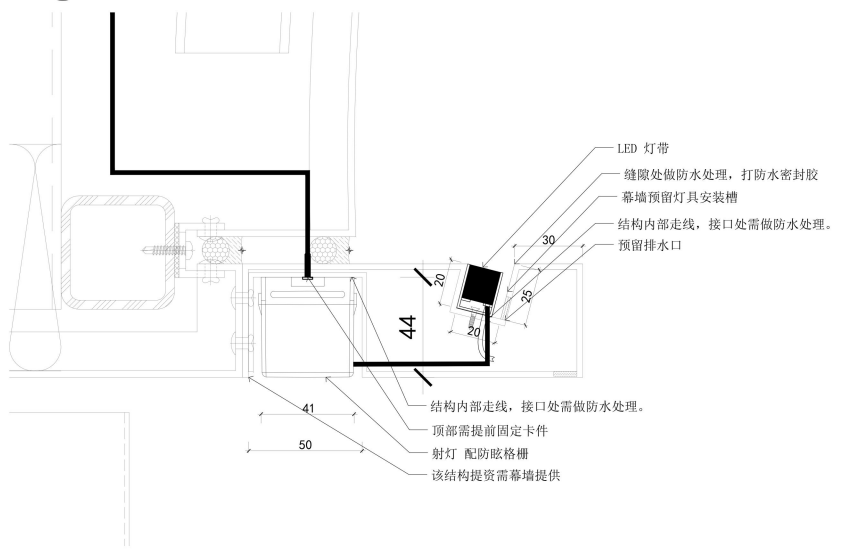 LED 灯带
缝隙处做防水处理，打防水密封胶
幕墙预留灯具安装槽
结构内部走线，接口处需做防水处理。
30
预留排水口
20
25
44
20
结构内部走线，接口处需做防水处理。
41
顶部需提前固定卡件
50
射灯 配防眩格栅
该结构提资需幕墙提供